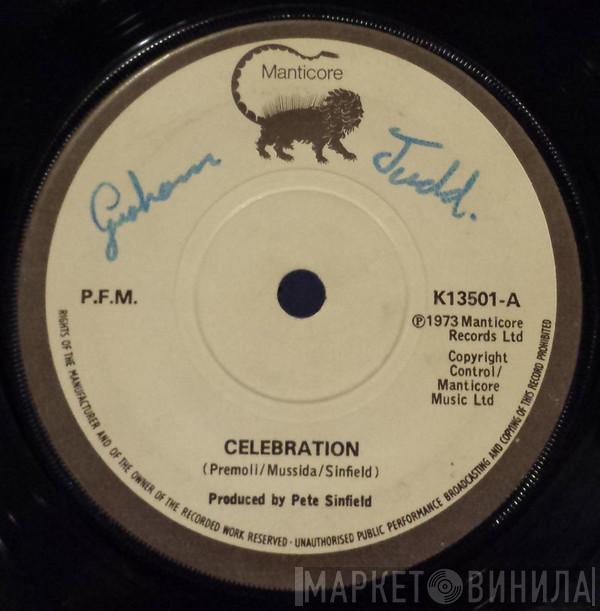 Manticore
Graham Judd.
P.F.M.
K13501-A
Ⓟ1973 Manticore
Records Ltd
Copyright
Control/
Manticore
Music Ltd
CELEBRATION
(Premoli/Mussida/Sinfield)
Produced by Pete Sinfield
RIGHTS OF THE MANUFACTURER AND OF THE OWNER OF THE RECORDED WORK RESERVED · UNAUTHORISED PUBLIC PERFORMANCE BROADCASTING AND COPYING OF THIS RECORD PROHIBITED
МАРКЕТ ВИНИЛА